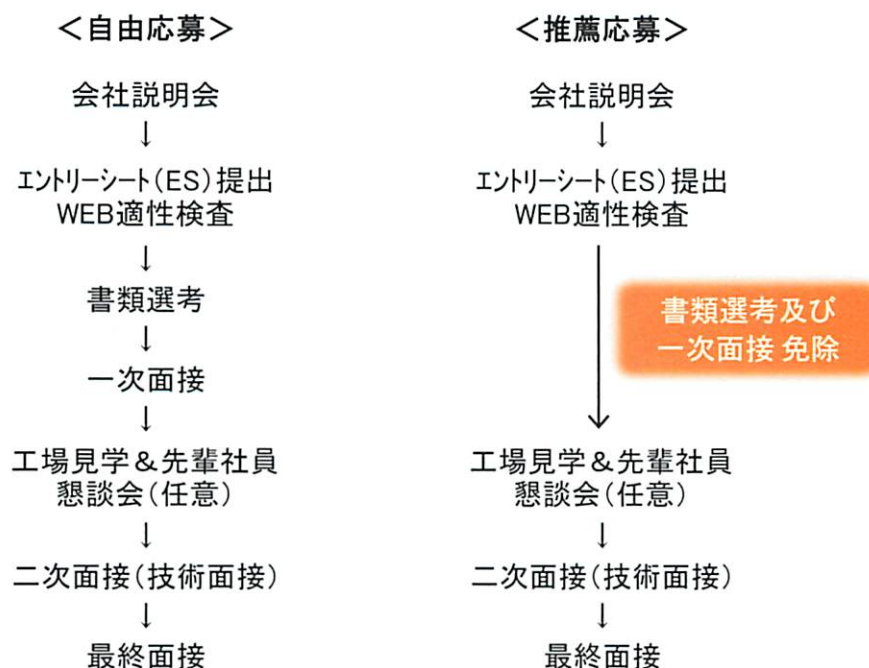 ＜自由応募＞
会社説明会
↓
エントリーシート（ES）提出
WEB適性検査
↓
書類選考
↓
一次面接
↓
工場見学＆先輩社員
懇談会（任意）
↓
二次面接（技術面接）
↓
最終面接
＜推薦応募＞
会社説明会
↓
エントリーシート（ES）提出
WEB適性検査
↓
書類選考及び
一次面接 免除
工場見学＆先輩社員
懇談会（任意）
↓
二次面接（技術面接）
↓
最終面接